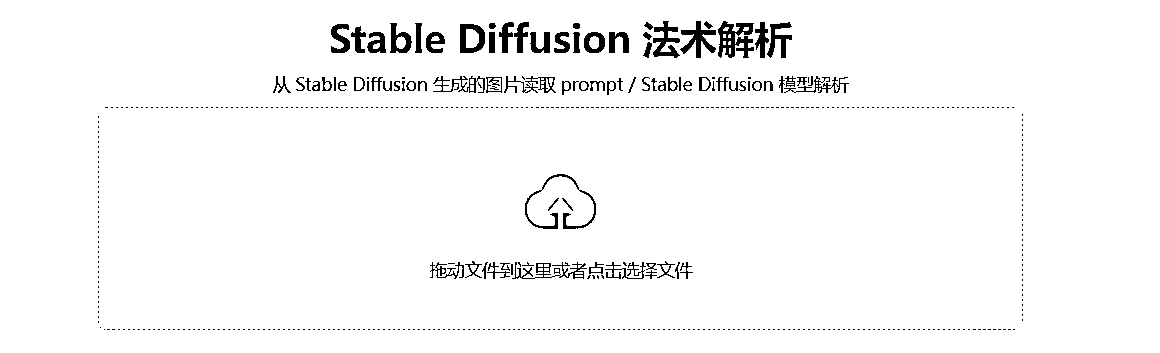 Stable Diffusion 法术解析
从 Stable Diffusion 生成的图片读取 prompt / Stable Diffusion 模型解析
拖动文件到这里或者点击选择文件